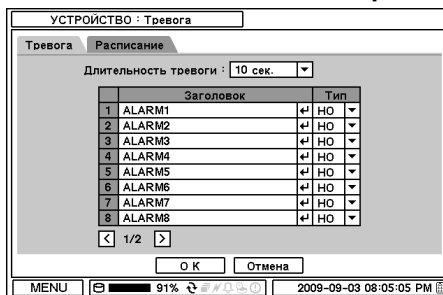 УСТРОЙСТВО : Тревога
Тревога Расписание
Длительность тревоги : 10 сек.
Заголовок Тип
1 ALARM1 НО
2 ALARM2 НО
3 ALARM3 НО
4 ALARM4 НО
5 ALARM5 НО
6 ALARM6 НО
7 ALARM7 НО
8 ALARM8 НО
< 1/2 >
O K Отмена
MENU 91% 2009-09-03 08:05:05 PM